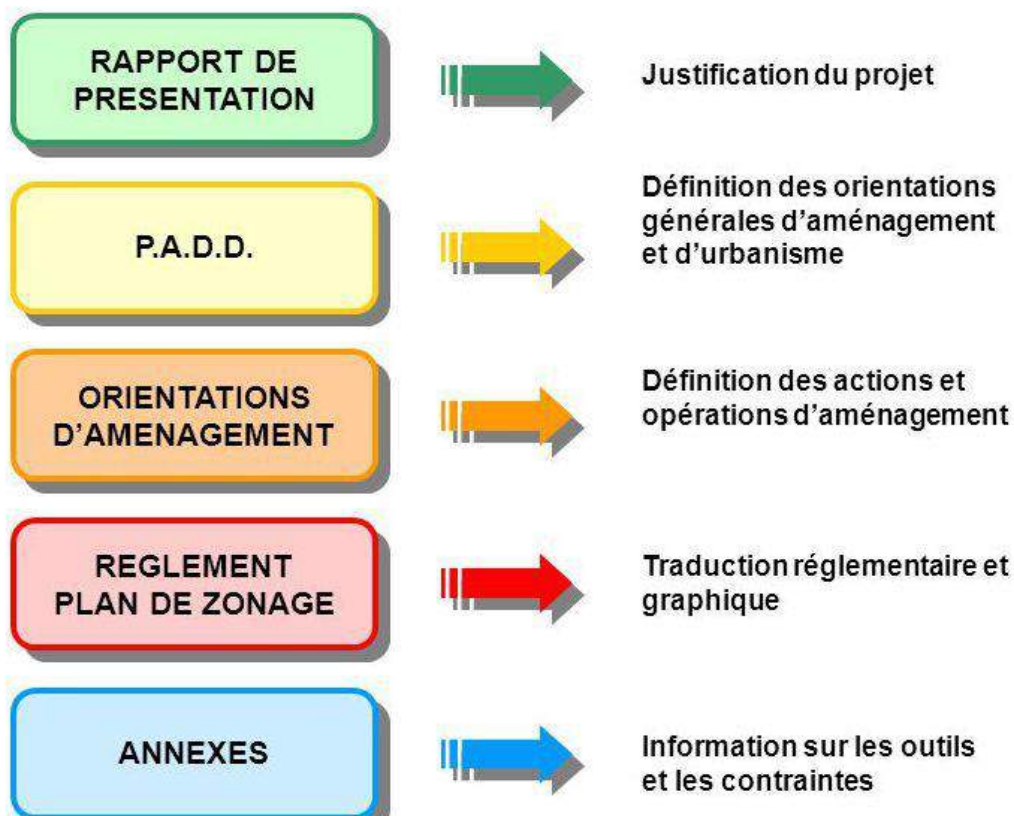 RAPPORT DE
PRESENTATION
Justification du projet
P.A.D.D.
Définition des orientations
générales d'aménagement
et d'urbanisme
ORIENTATIONS
D'AMENAGEMENT
Définition des actions et
opérations d'aménagement
REGLEMENT
PLAN DE ZONAGE
Traduction réglementaire et
graphique
ANNEXES
Information sur les outils
et les contraintes